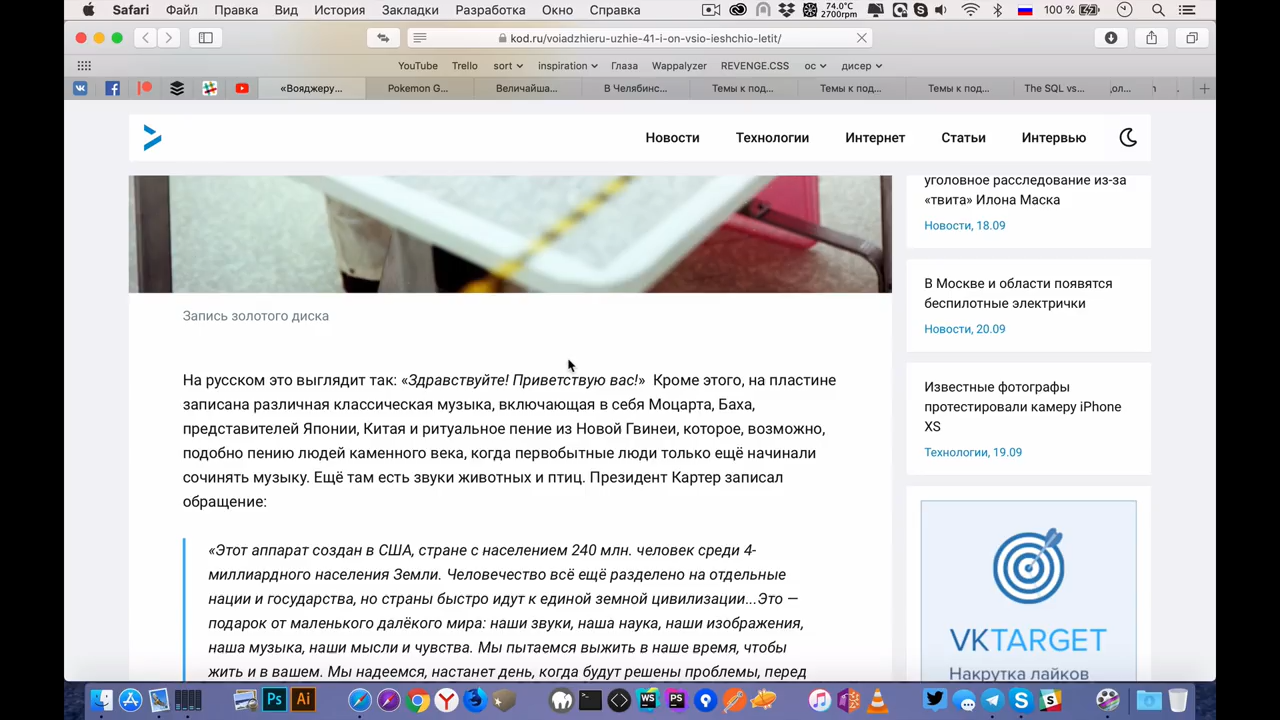 Safari Файл Правка Вид История Закладки Разработка Окно Справка 74.0°C 2700rpm 100 %
kod.ru/voiadzhieru-uzhie-41-i-on-vsio-ieshchio-letit/
YouTube Trello sort inspiration Глаза Wappalyzer REVENGE.CSS ос дисер
«Вояджеру... Pokemon G... Величайша... В Челябинс... Темы к под... Темы к под... Темы к под... The SQL vs...
Новости Технологии Интернет Статьи Интервью
уголовное расследование из-за
«твита» Илона Маска
Новости, 18.09
В Москве и области появятся
беспилотные электрички
Новости, 20.09
Известные фотографы
протестировали камеру iPhone
XS
Технологии, 19.09
VKTARGET
Накрутка лайков
Запись золотого диска
На русском это выглядит так: «Здравствуйте! Приветствую вас!» Кроме этого, на пластине
записана различная классическая музыка, включающая в себя Моцарта, Баха,
представителей Японии, Китая и ритуальное пение из Новой Гвинеи, которое, возможно,
подобно пению людей каменного века, когда первобытные люди только ещё начинали
сочинять музыку. Ещё там есть звуки животных и птиц. Президент Картер записал
обращение:
«Этот аппарат создан в США, стране с населением 240 млн. человек среди 4-
миллиардного населения Земли. Человечество всё ещё разделено на отдельные
нации и государства, но страны быстро идут к единой земной цивилизации...Это —
подарок от маленького далёкого мира: наши звуки, наша наука, наши изображения,
наша музыка, наши мысли и чувства. Мы пытаемся выжить в наше время, чтобы
жить и в вашем. Мы надеемся, настанет день, когда будут решены проблемы, перед
Ps Ai WS PS